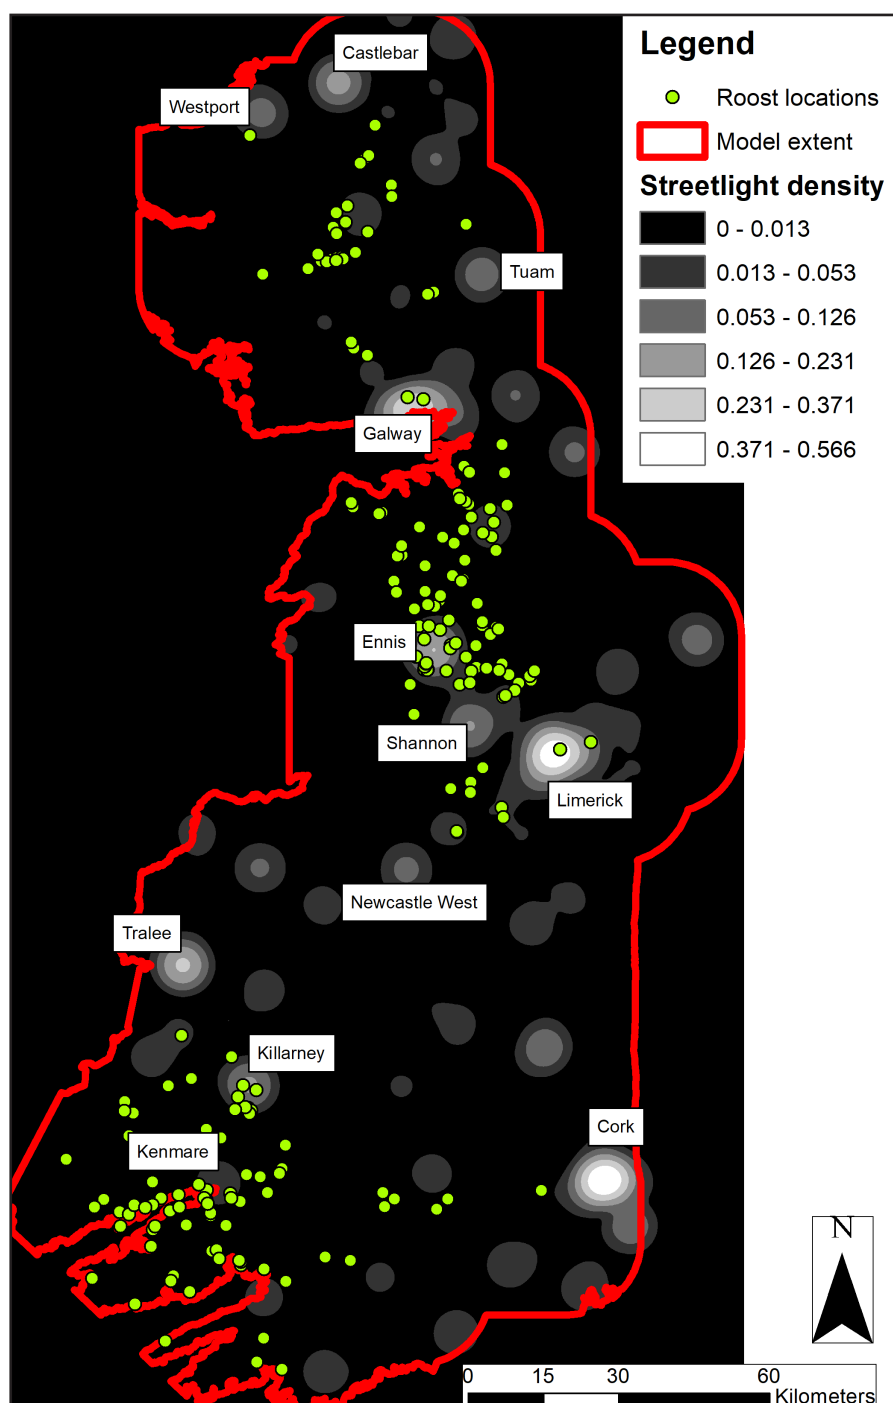 Legend
Roost locations
Model extent
Streetlight density
0 - 0.013
0.013 - 0.053
0.053 - 0.126
0.126 - 0.231
0.231 - 0.371
0.371 - 0.566
Castlebar
Westport
Tuam
Galway
Ennis
Shannon
Limerick
Newcastle West
Tralee
Killarney
Cork
Kenmare
N
0 15 30 60
Kilometers